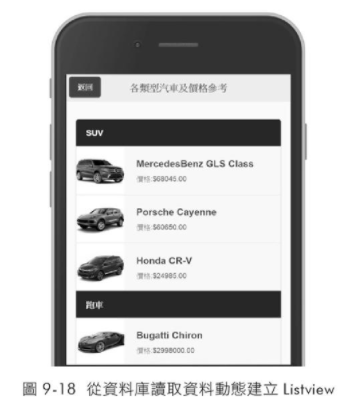 返回
各類型汽車及價格參考
SUV
MercedesBenz GLS Class
價格:$69045.00
Porsche Cayenne
價格:$60650.00
Honda CR-V
價格:$24985.00
跑車
Bugatti Chiron
價格:$2998000.00
圖 9-18 從資料庫讀取資料動態建立 Listview